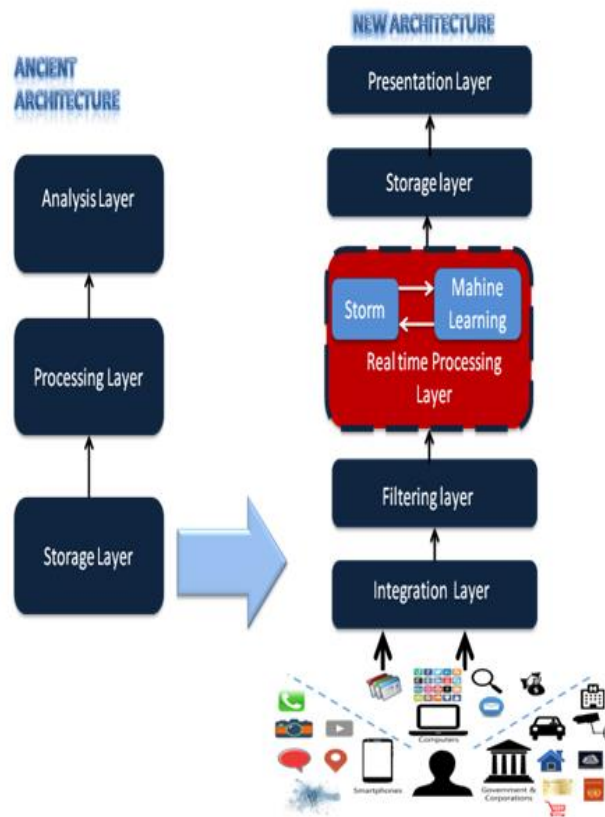 ANCIENT
ARCHITECTURE
Analysis Layer
Processing Layer
Storage Layer
NEW ARCHITECTURE
Presentation Layer
Storage layer
Storm
Mahine
Learning
Real time Processing
Layer
Filtering layer
Integration Layer
Computers
Smartphones
Government &
Corporations